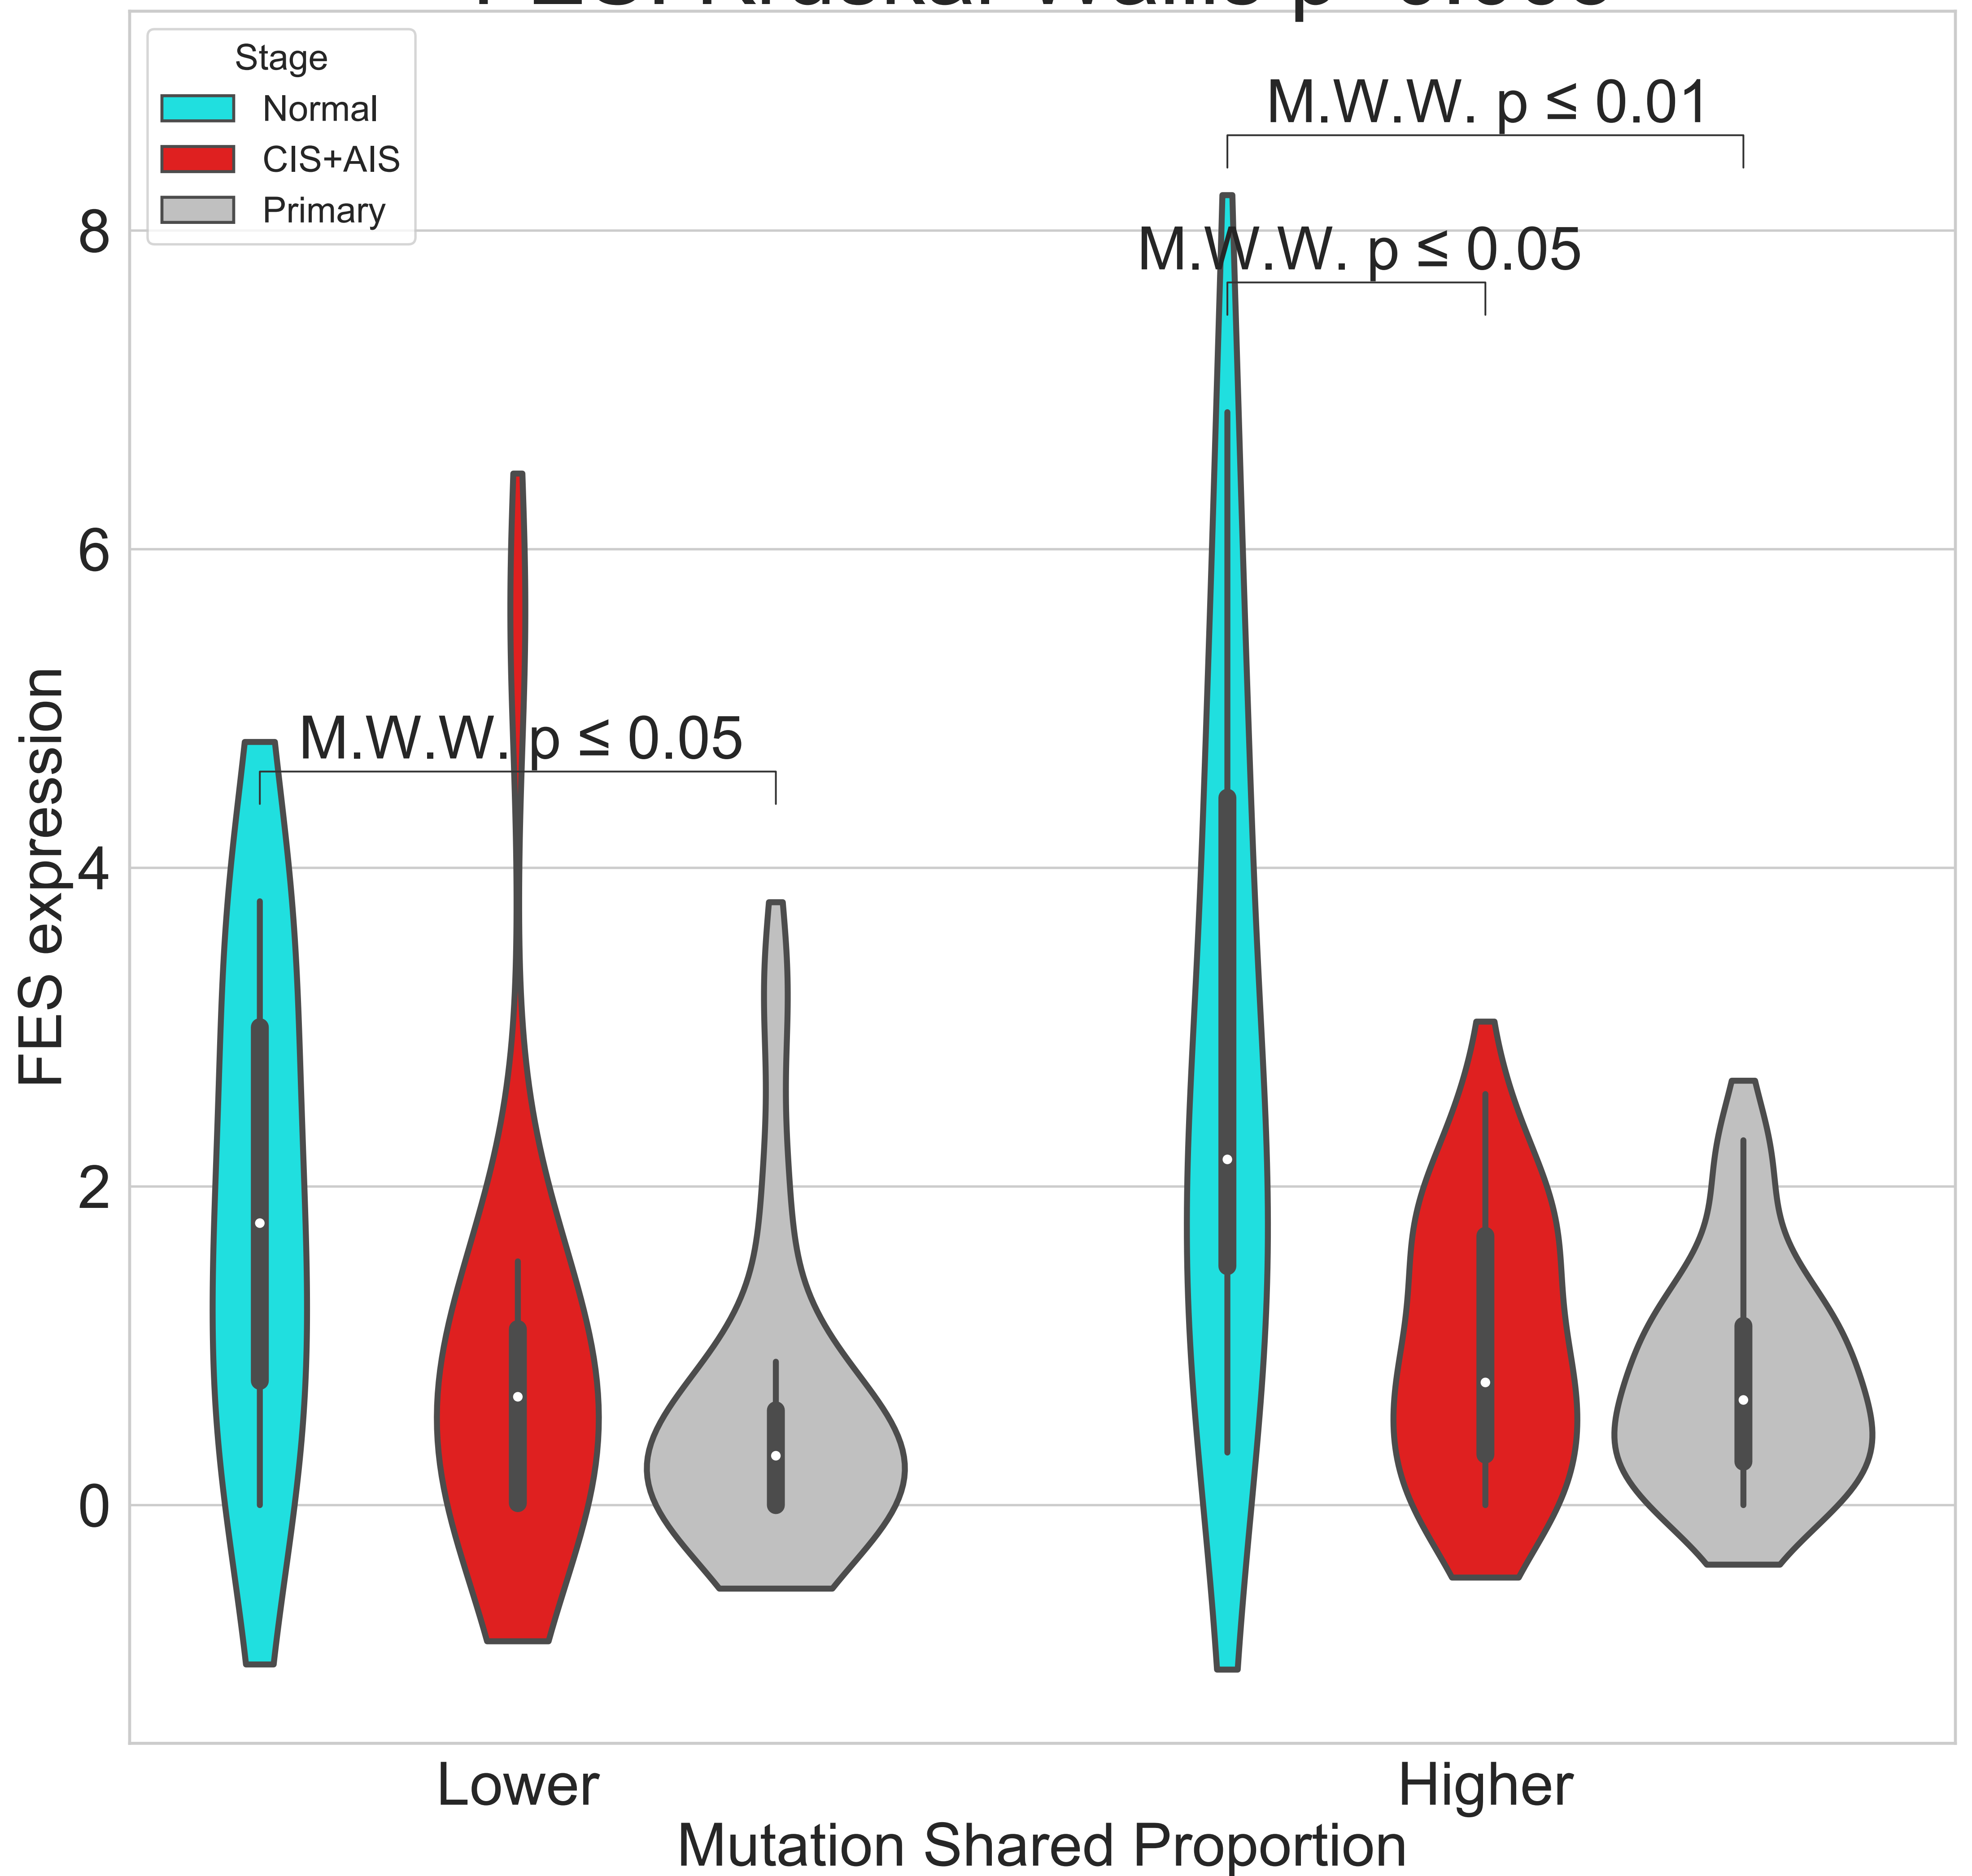 Stage
Normal
CIS+AIS
Primary
M.W.W. p ≤ 0.01
M.W.W. p ≤ 0.05
M.W.W. p ≤ 0.05
8
6
4
2
0
FES expression
Lower
Higher
Mutation Shared Proportion